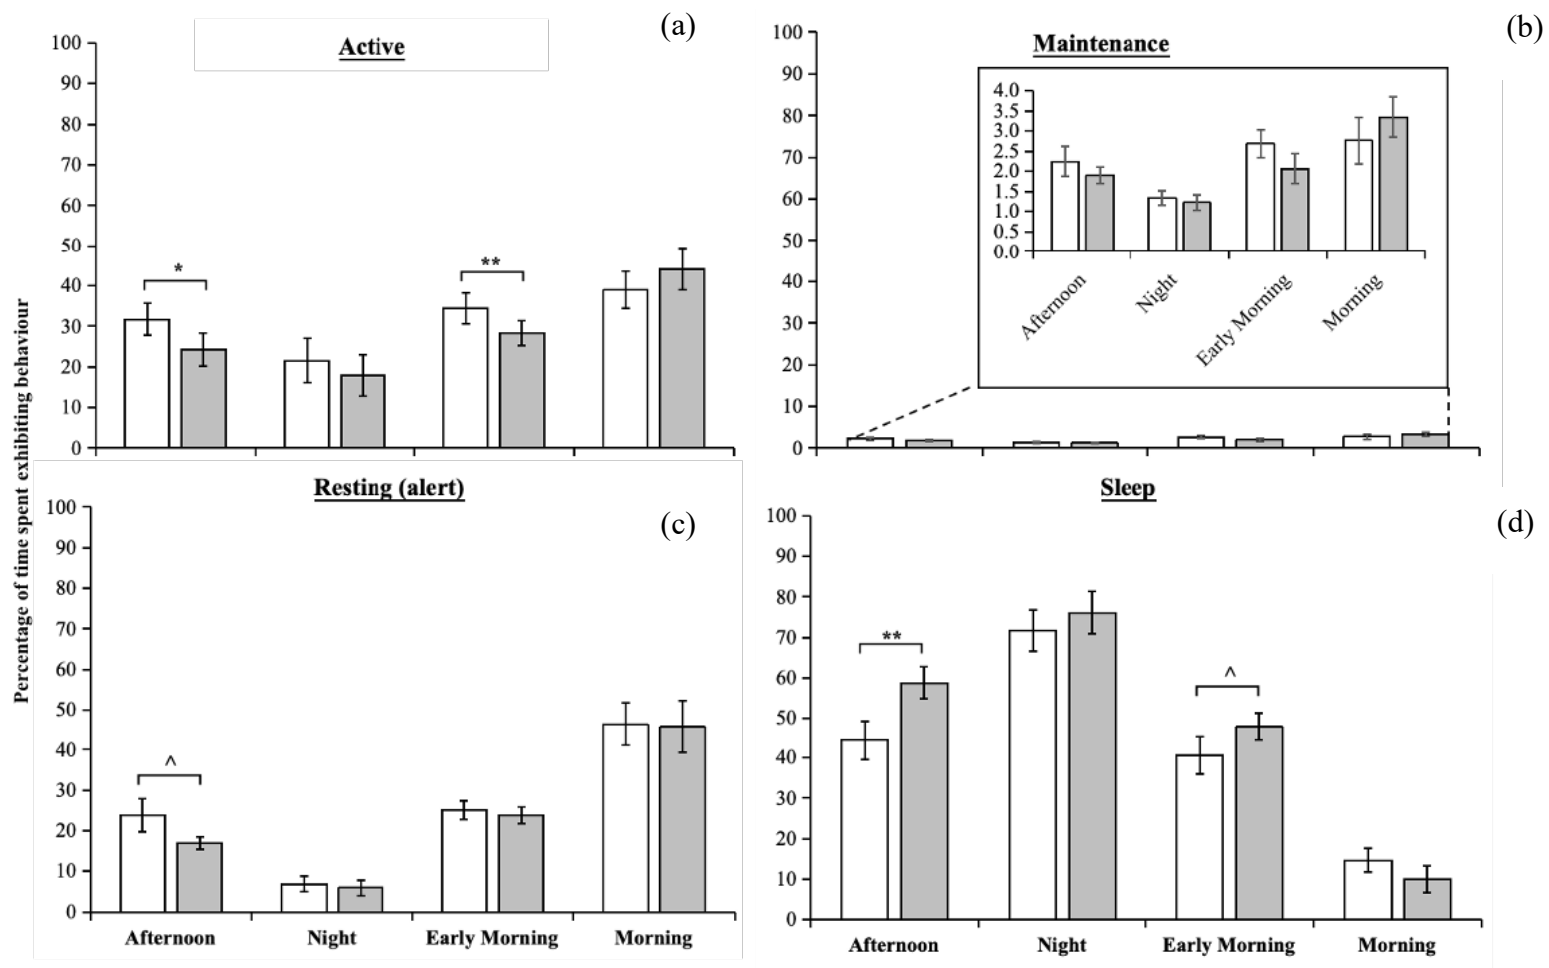 (a)
Active
100
90
80
70
60
50
40
30
20
10
0
*
**
(b)
Maintenance
100
90
80
70
60
50
40
30
20
10
0
4.0
3.5
3.0
2.5
2.0
1.5
1.0
0.5
0.0
Afternoon
Night
Early Morning
Morning
Percentage of time spent exhibiting behaviour
(c)
Resting (alert)
100
90
80
70
60
50
40
30
20
10
0
^
Afternoon
Night
Early Morning
Morning
(d)
Sleep
100
90
80
70
60
50
40
30
20
10
0
**
^
Afternoon
Night
Early Morning
Morning